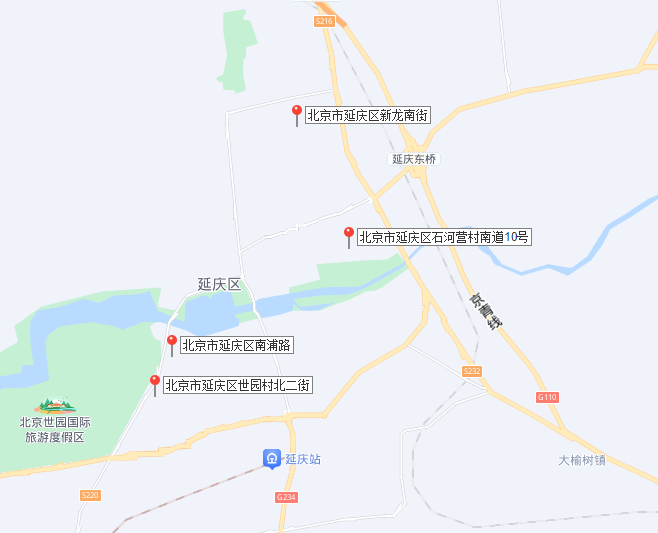 S216
北京市延庆区新龙南街
延庆东桥
北京市延庆区石河营村南道10号
延庆区
京青线
北京市延庆区南浦路
S232
北京市延庆区世园村北二街
G110
北京世园国际
旅游度假区
延庆站
大榆树镇
S220
G234